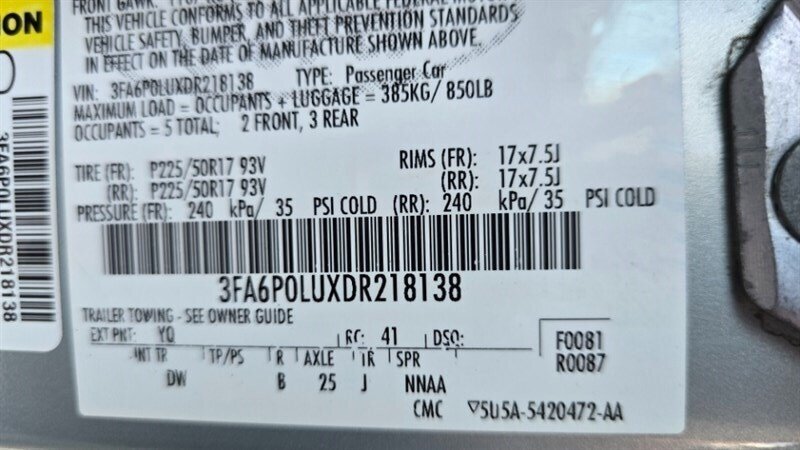 THIS VEHICLE CONFORMS TO ALL APPLICABLE FEDERAL MOTOR
VEHICLE SAFETY, BUMPER, AND THEFT PREVENTION STANDARDS
IN EFFECT ON THE DATE OF MANUFACTURE SHOWN ABOVE.
VIN: 3FA6P0LUXDR218138 TYPE: Passenger Car
MAXIMUM LOAD = OCCUPANTS + LUGGAGE = 385KG/ 850LB
OCCUPANTS = 5 TOTAL; 2 FRONT, 3 REAR
TIRE (FR): P225/50R17 93V RIMS (FR): 17x7.5J
(RR): P225/50R17 93V (RR): 17x7.5J
PRESSURE (FR): 240 kPa/ 35 PSI COLD (RR): 240 kPa/ 35 PSI COLD
3FA6P0LUXDR218138
TRAILER TOWING - SEE OWNER GUIDE
EXT PNT: YQ RC: 41 DSO: F0081
R0087
INT TR TP/PS R AXLE TR SPR
DW B 25 J NNAA
CMC ▽5U5A-5420472-AA
ION
3FA6P0LUXDR218138